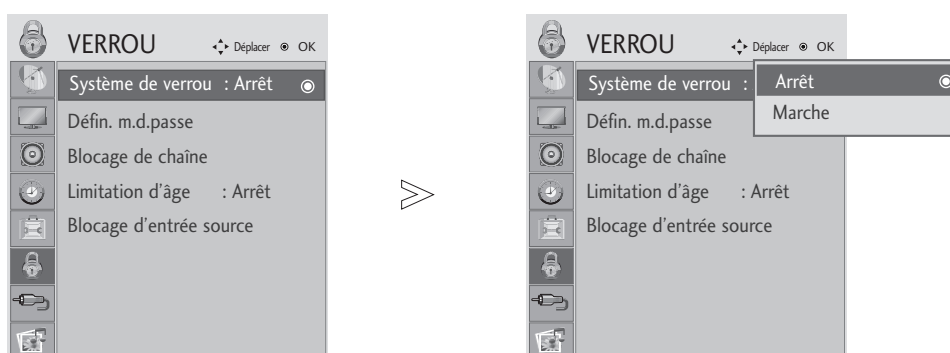 VERROU Déplacer OK
Système de verrou : Arrêt
Défin. m.d.passe
Blocage de chaîne
Limitation d'âge : Arrêt
Blocage d'entrée source
>
VERROU Déplacer OK
Système de verrou : Arrêt
Marche
Défin. m.d.passe
Blocage de chaîne
Limitation d'âge : Arrêt
Blocage d'entrée source